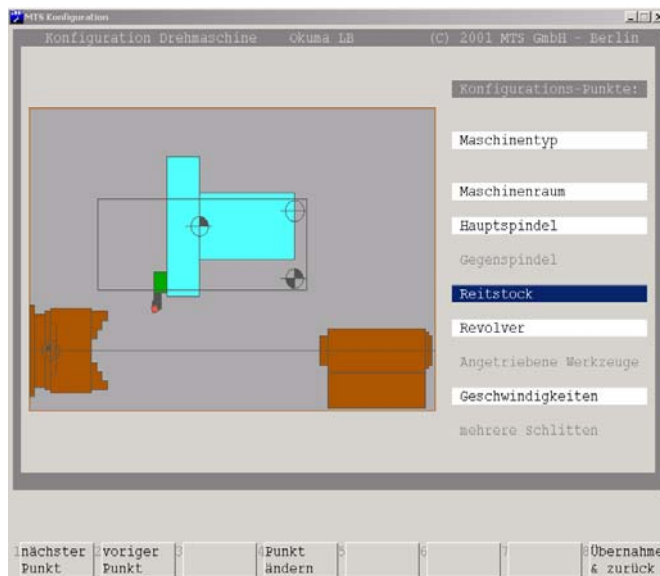 MTS Konfiguration
Konfiguration Drehmaschine Okuma LB (C) 2001 MTS GmbH - Berlin
Konfigurations-Punkte:
Maschinentyp
Maschinenraum
Hauptspindel
Gegenspindel
Reitstock
Revolver
Angetriebene Werkzeuge
Geschwindigkeiten
mehrere Schlitten
1 nächster Punkt
2 voriger Punkt
3
4 Punkt ändern
5
6
7
8 Übernahme & zurück